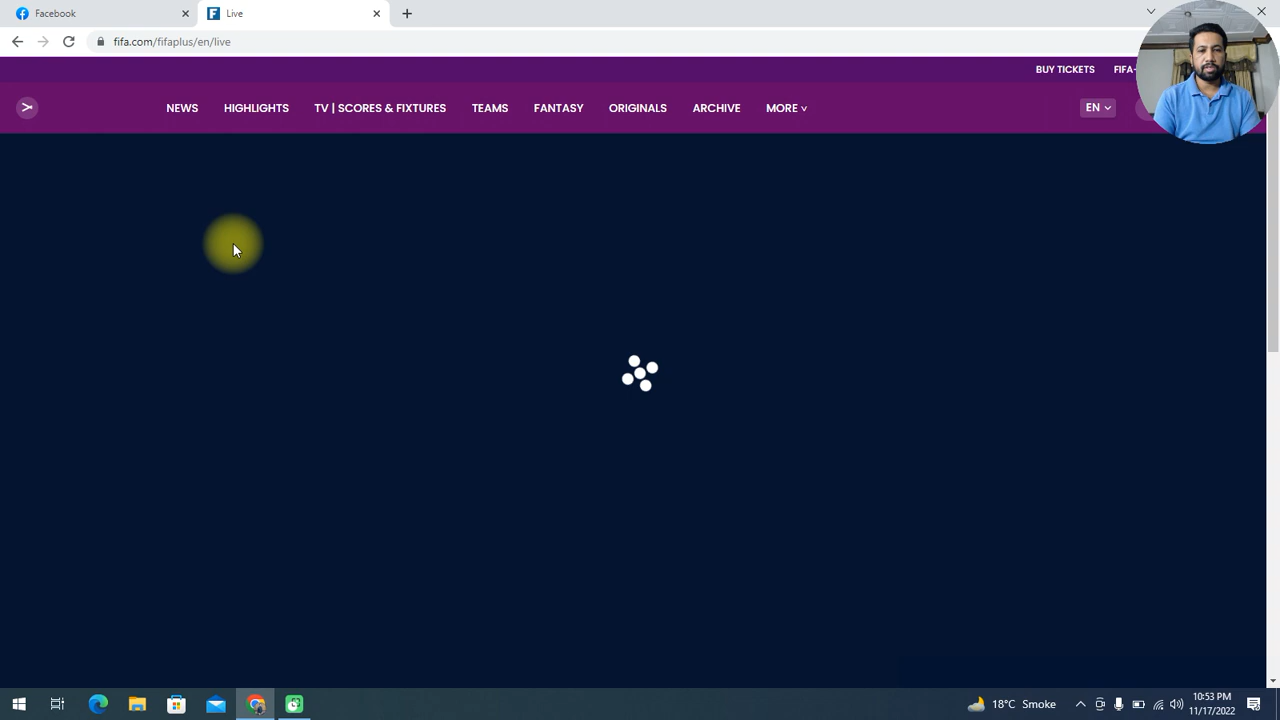 Facebook
Live
fifa.com/fifaplus/en/live
BUY TICKETS
NEWS HIGHLIGHTS TV | SCORES & FIXTURES TEAMS FANTASY ORIGINALS ARCHIVE MORE EN
18°C Smoke
10:53 PM
11/17/2022